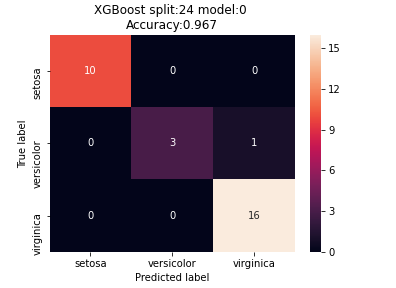 XGBoost split:24 model:0
Accuracy:0.967
True label
setosa
versicolor
virginica
10 0 0
0 3 1
0 0 16
setosa versicolor virginica
Predicted label
15
12
9
6
3
0